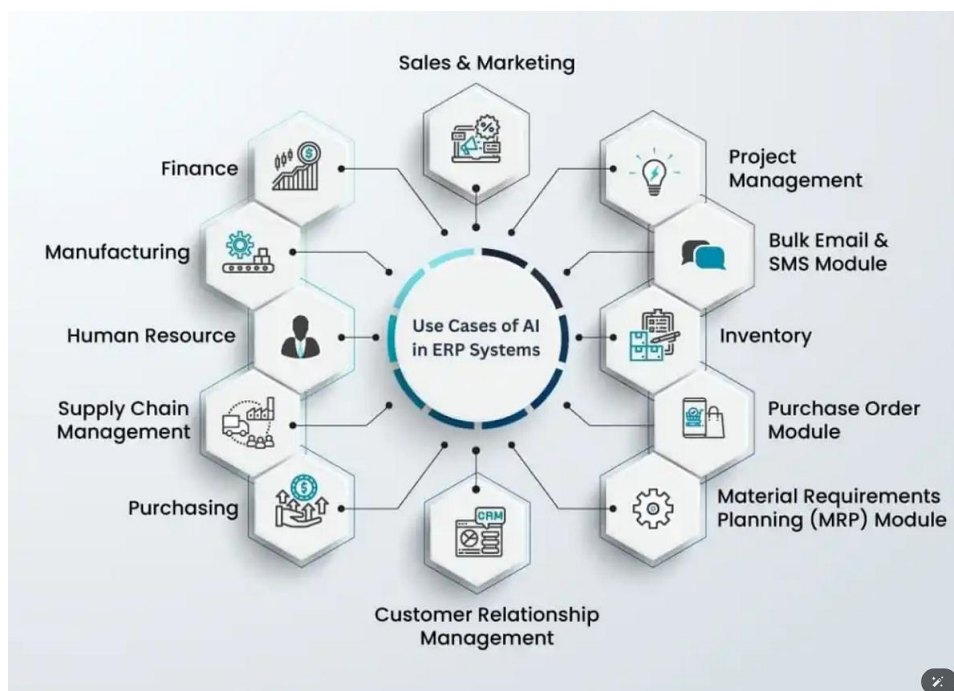 Sales & Marketing
Finance
Project
Management
Manufacturing
Bulk Email &
SMS Module
Use Cases of AI
in ERP Systems
Human Resource
Inventory
Supply Chain
Management
Purchase Order
Module
Purchasing
Material Requirements
Planning (MRP) Module
CRM
Customer Relationship
Management